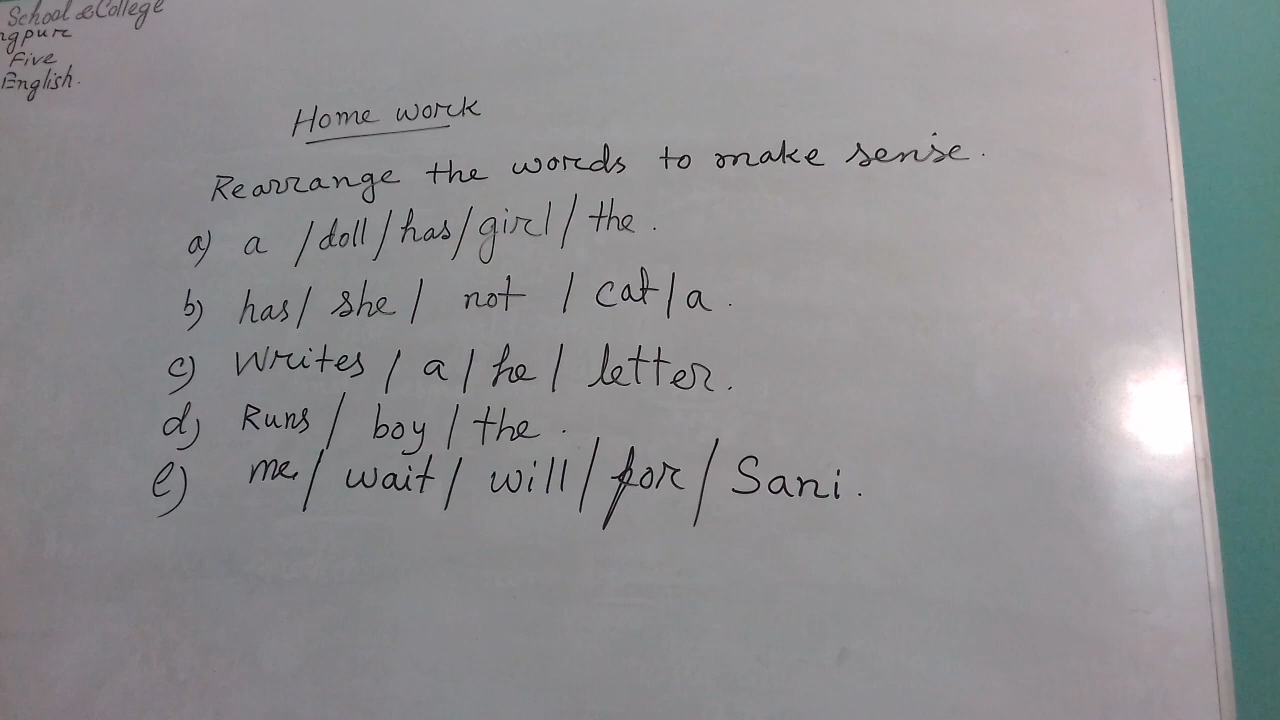 School & College
ngpur
Five
English.
Home work
Rearrange the words to make sense.
a) a / doll / has / girl / the.
b) has / she / not / cat / a.
c) Writes / a / he / letter.
d) Runs / boy / the.
e) me / wait / will / for / Sani.